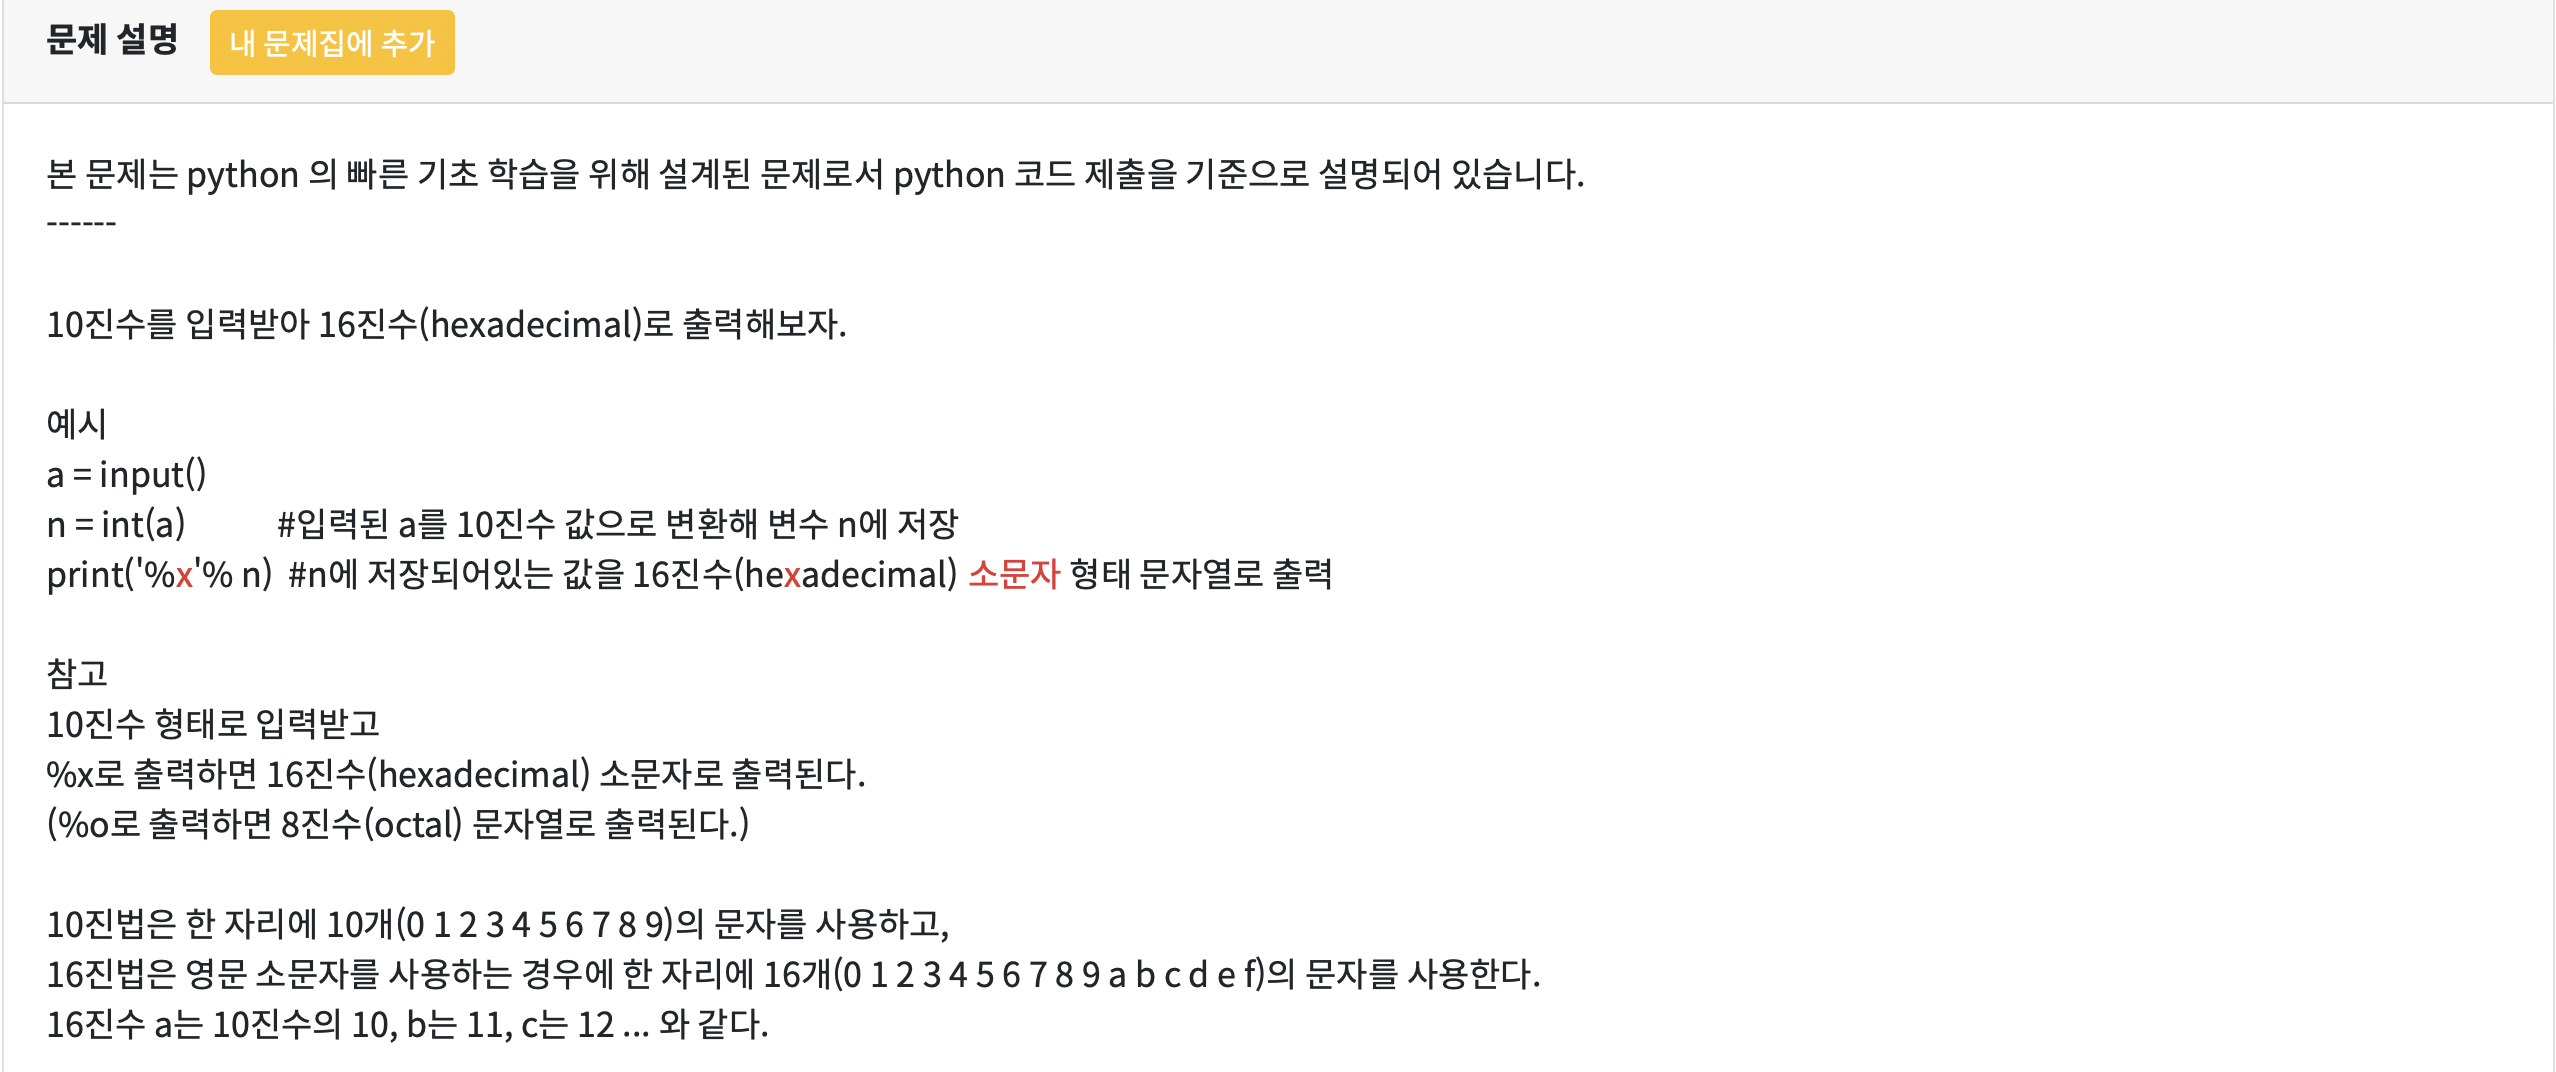 문제 설명 내 문제집에 추가
본 문제는 python 의 빠른 기초 학습을 위해 설계된 문제로서 python 코드 제출을 기준으로 설명되어 있습니다.
------
10진수를 입력받아 16진수(hexadecimal)로 출력해보자.
예시
a = input()
n = int(a) #입력된 a를 10진수 값으로 변환해 변수 n에 저장
print('%x'% n) #n에 저장되어있는 값을 16진수(hexadecimal) 소문자 형태 문자열로 출력
참고
10진수 형태로 입력받고
%x로 출력하면 16진수(hexadecimal) 소문자로 출력된다.
(%o로 출력하면 8진수(octal) 문자열로 출력된다.)
10진법은 한 자리에 10개(0 1 2 3 4 5 6 7 8 9)의 문자를 사용하고,
16진법은 영문 소문자를 사용하는 경우에 한 자리에 16개(0 1 2 3 4 5 6 7 8 9 a b c d e f)의 문자를 사용한다.
16진수 a는 10진수의 10, b는 11, c는 12 ... 와 같다.